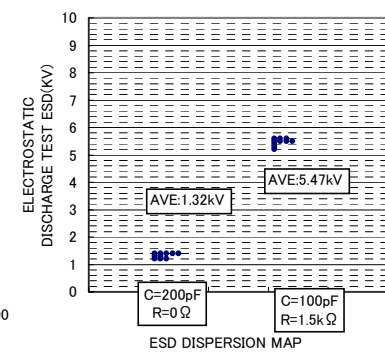 ELECTROSTATIC
DISCHARGE TEST ESD(KV)
10
9
8
7
6
5
4
3
2
1
0
AVE:5.47kV
AVE:1.32kV
C=200pF
R=0Ω
C=100pF
R=1.5kΩ
ESD DISPERSION MAP